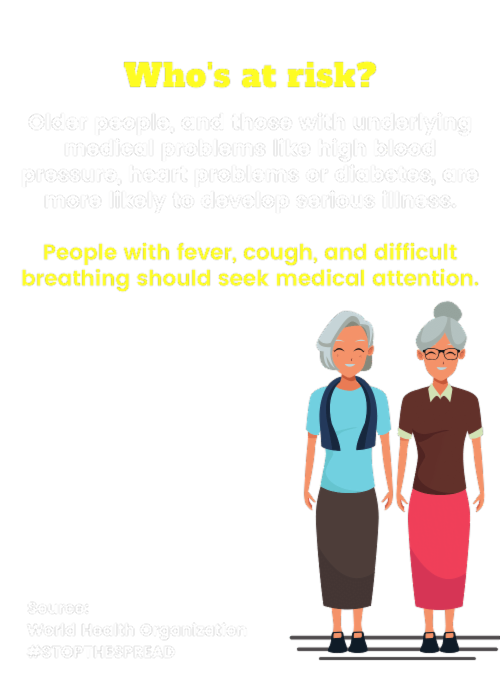 Who's at risk?
Older people, and those with underlying
medical problems like high blood
pressure, heart problems or diabetes, are
more likely to develop serious illness.
People with fever, cough, and difficult
breathing should seek medical attention.
Source:
World Health Organization
#STOPTHESPREAD